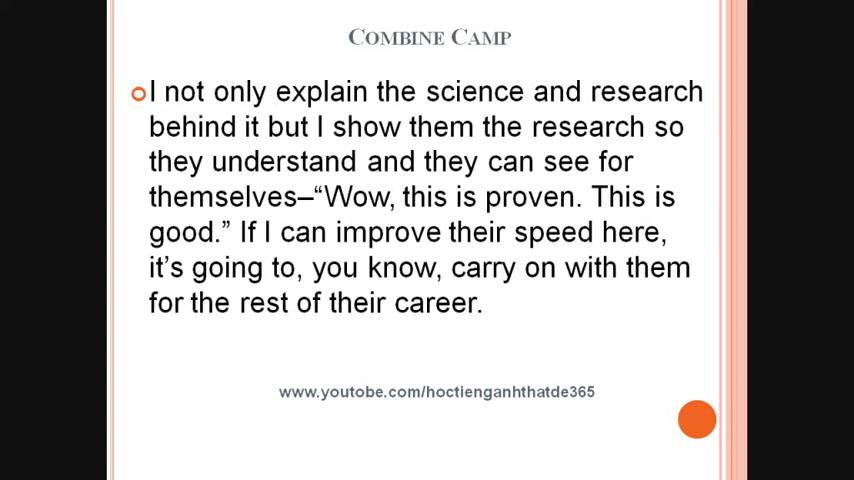 COMBINE CAMP
I not only explain the science and research
behind it but I show them the research so
they understand and they can see for
themselves–“Wow, this is proven. This is
good.” If I can improve their speed here,
it’s going to, you know, carry on with them
for the rest of their career.
www.youtobe.com/hoctienganhthatde365